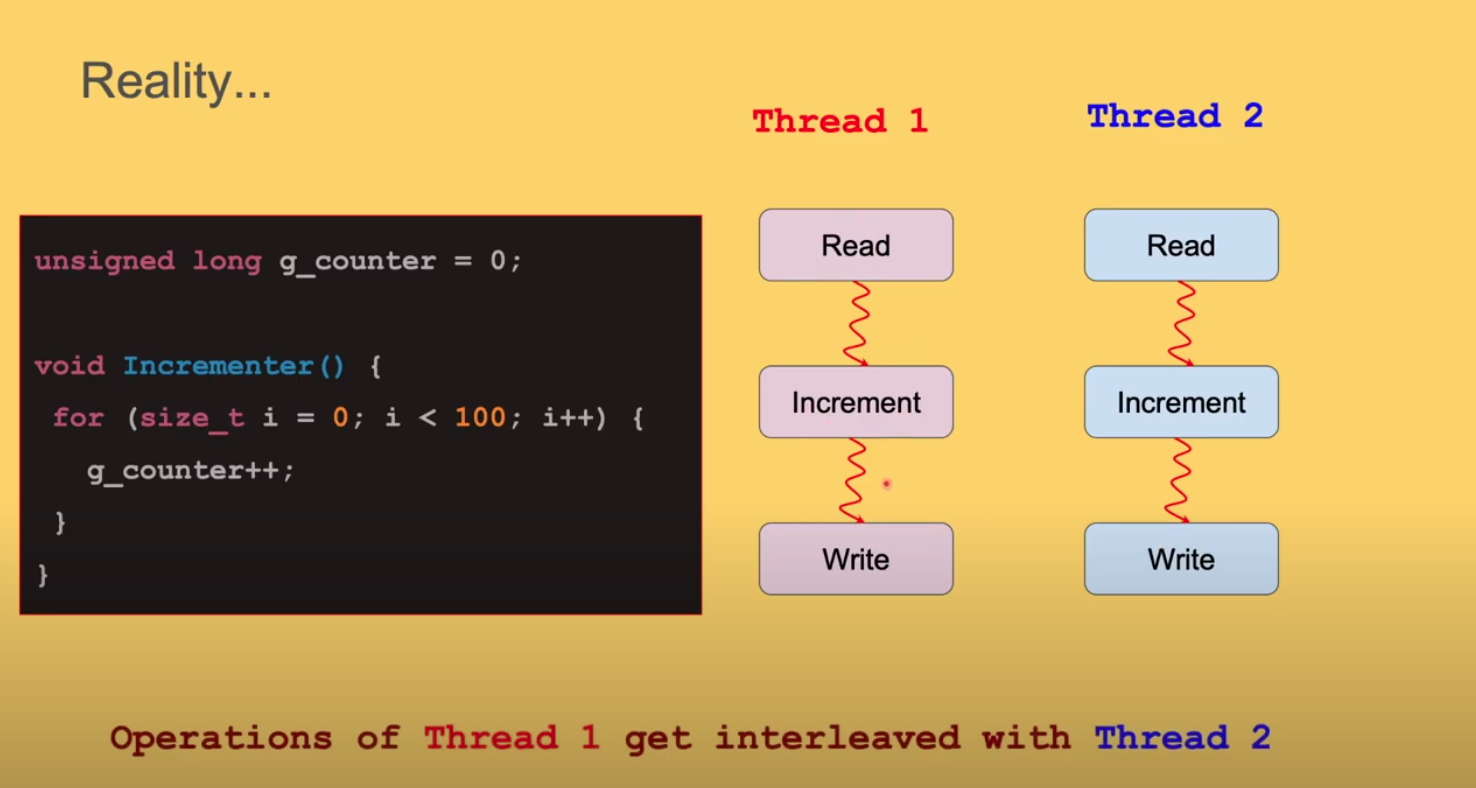 Reality...
Thread 1
Thread 2
unsigned long g_counter = 0;
void Incrementer() {
for (size_t i = 0; i < 100; i++) {
g_counter++;
}
}
Read
Increment
Write
Read
Increment
Write
Operations of Thread 1 get interleaved with Thread 2